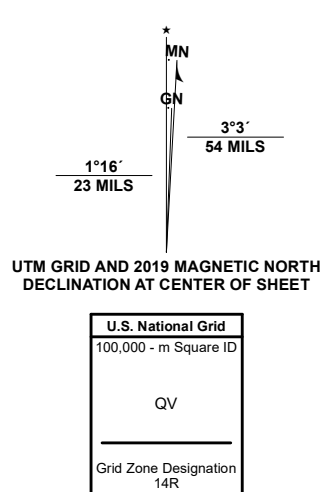 ★
MN
GN
3°3´
54 MILS
1°16´
23 MILS
UTM GRID AND 2019 MAGNETIC NORTH
DECLINATION AT CENTER OF SHEET
U.S. National Grid
100,000 - m Square ID
QV
Grid Zone Designation
14R